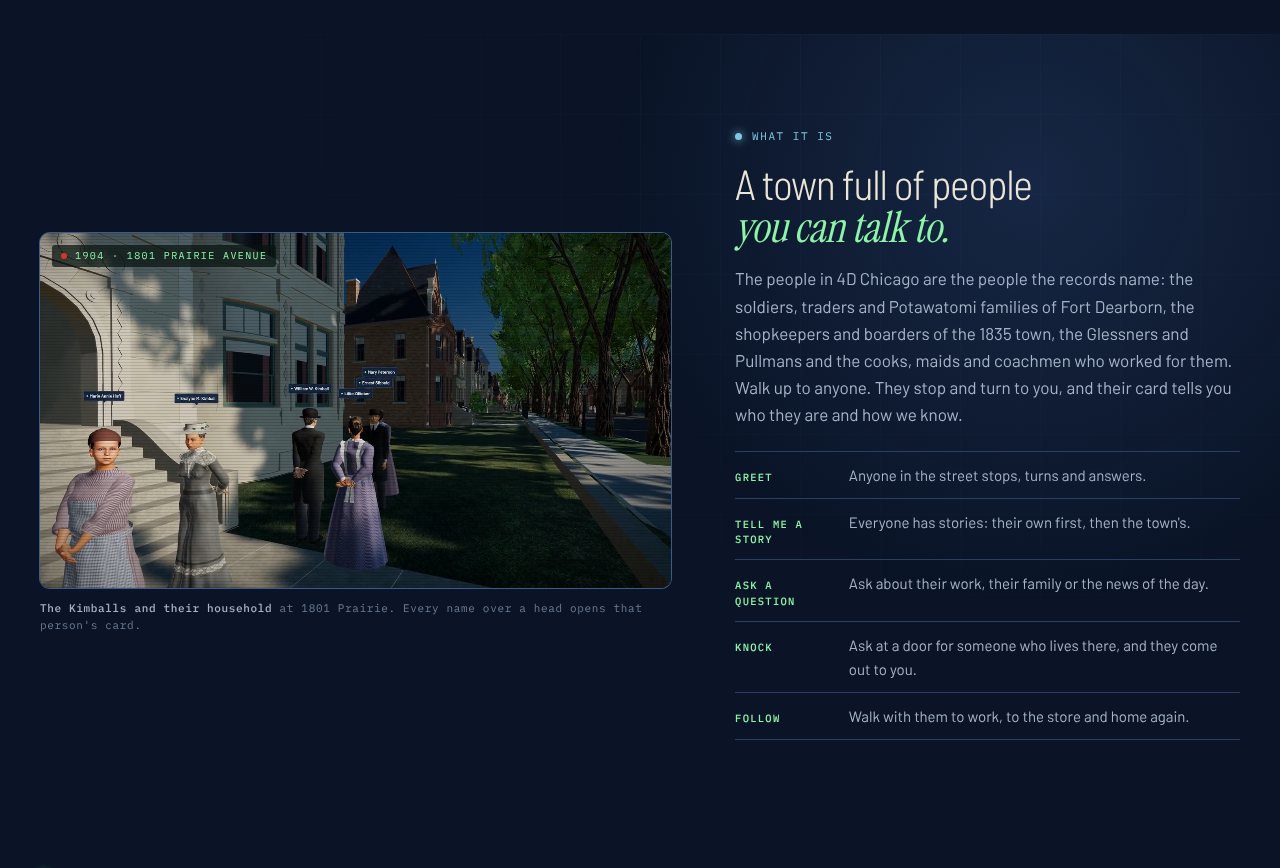 WHAT IT IS
A town full of people
you can talk to.
The people in 4D Chicago are the people the records name: the
soldiers, traders and Potawatomi families of Fort Dearborn, the
shopkeepers and boarders of the 1835 town, the Glessners and
Pullmans and the cooks, maids and coachmen who worked for them.
Walk up to anyone. They stop and turn to you, and their card tells you
who they are and how we know.
GREET
Anyone in the street stops, turns and answers.
TELL ME A
STORY
Everyone has stories: their own first, then the town's.
ASK A
QUESTION
Ask about their work, their family or the news of the day.
KNOCK
Ask at a door for someone who lives there, and they come
out to you.
FOLLOW
Walk with them to work, to the store and home again.
1904 · 1801 PRAIRIE AVENUE
Mary Peterson
William W. Kimball
The Kimballs and their household at 1801 Prairie. Every name over a head opens that
person's card.